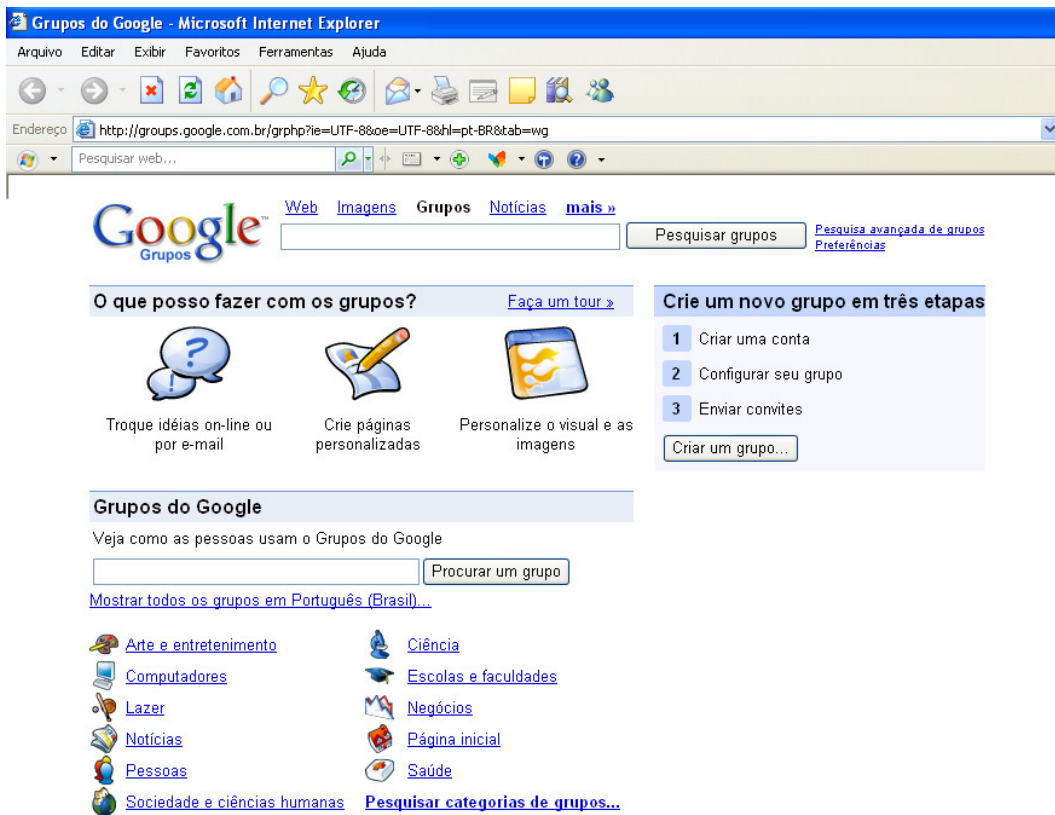 Grupos do Google - Microsoft Internet Explorer
Arquivo Editar Exibir Favoritos Ferramentas Ajuda
Endereço http://groups.google.com.br/grphp?ie=UTF-8&oe=UTF-8&hl=pt-BR&tab=wg
Pesquisar web...
Google™ Grupos
Web Imagens Grupos Notícias mais »
Pesquisar grupos
Pesquisa avançada de grupos
Preferências
O que posso fazer com os grupos? Faça um tour »
Troque idéias on-line ou
por e-mail
Crie páginas
personalizadas
Personalize o visual e as
imagens
Crie um novo grupo em três etapas
1 Criar uma conta
2 Configurar seu grupo
3 Enviar convites
Criar um grupo...
Grupos do Google
Veja como as pessoas usam o Grupos do Google
Procurar um grupo
Mostrar todos os grupos em Português (Brasil)...
Arte e entretenimento Ciência
Computadores Escolas e faculdades
Lazer Negócios
Notícias Página inicial
Pessoas Saúde
Sociedade e ciências humanas Pesquisar categorias de grupos...